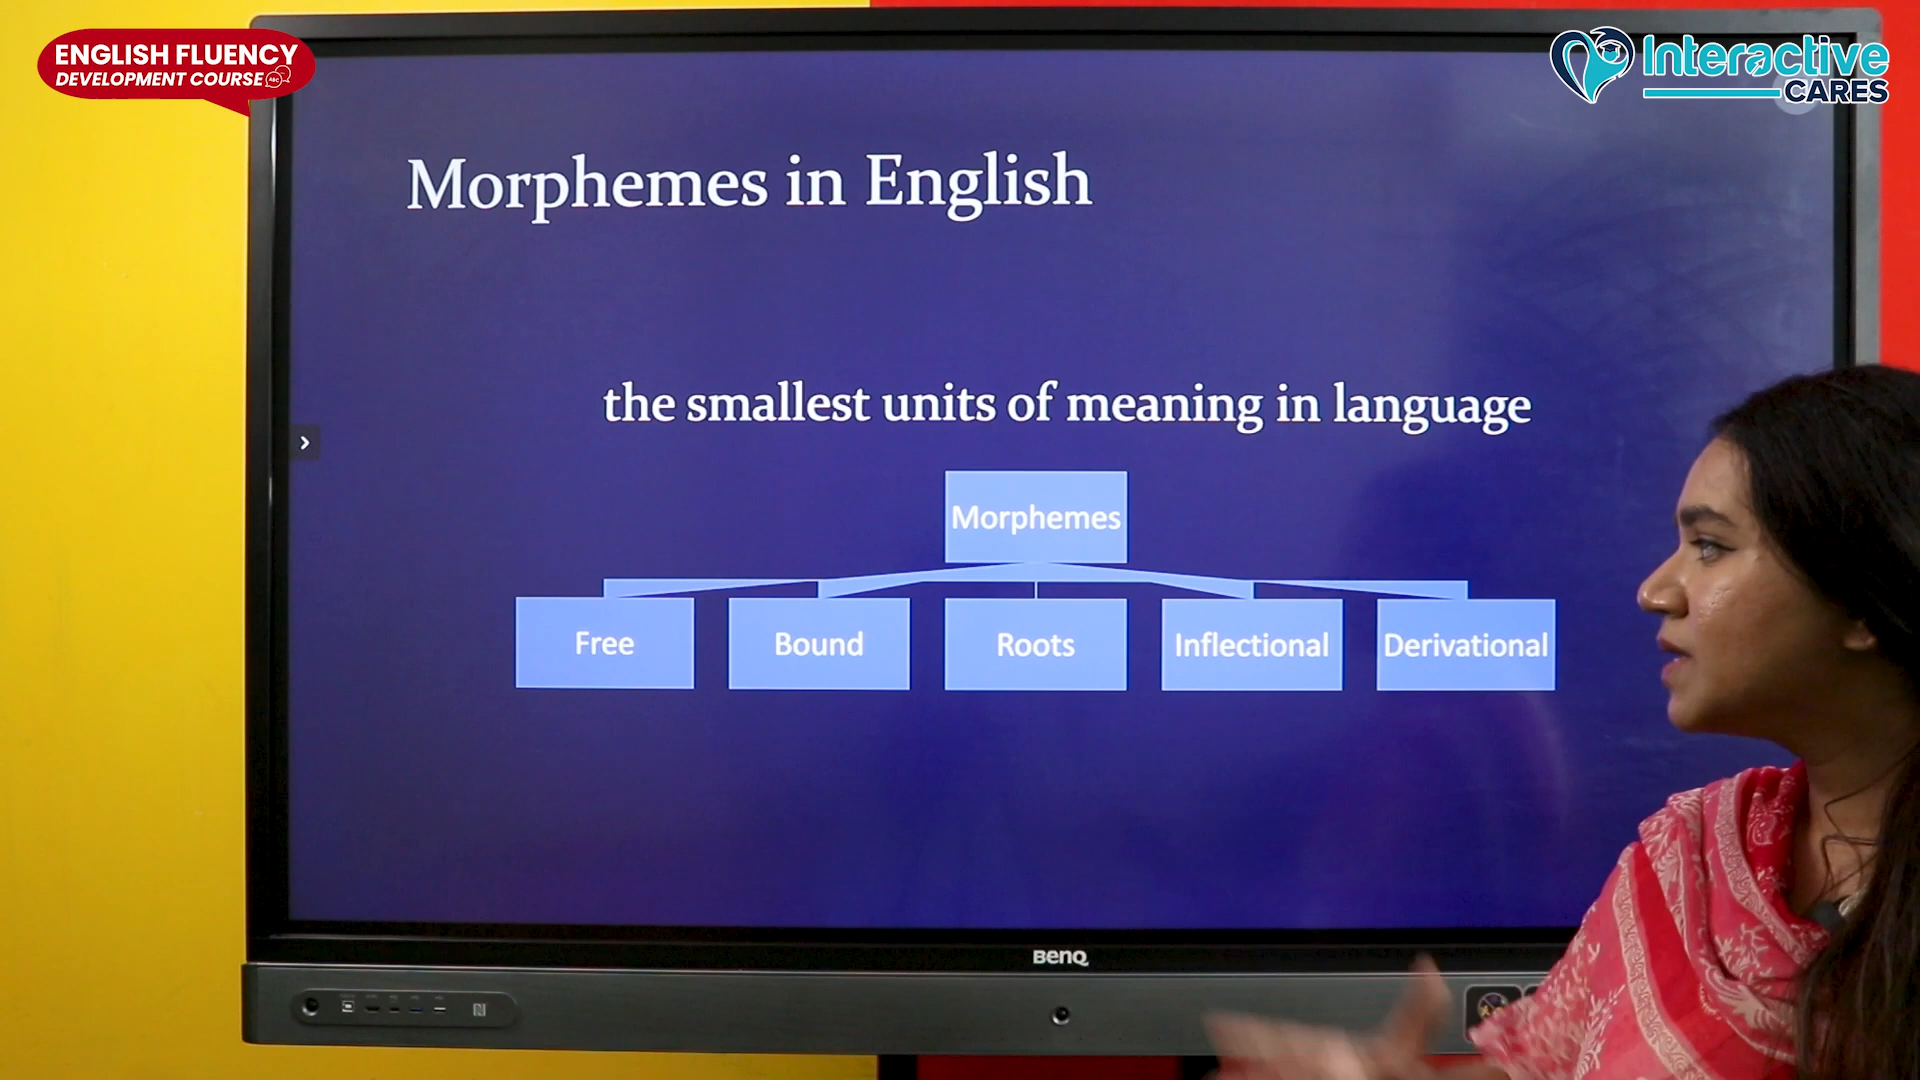 ENGLISH FLUENCY
DEVELOPMENT COURSE
ABC
Interactive
CARES
Morphemes in English
the smallest units of meaning in language
Morphemes
Free
Bound
Roots
Inflectional
Derivational
BenQ